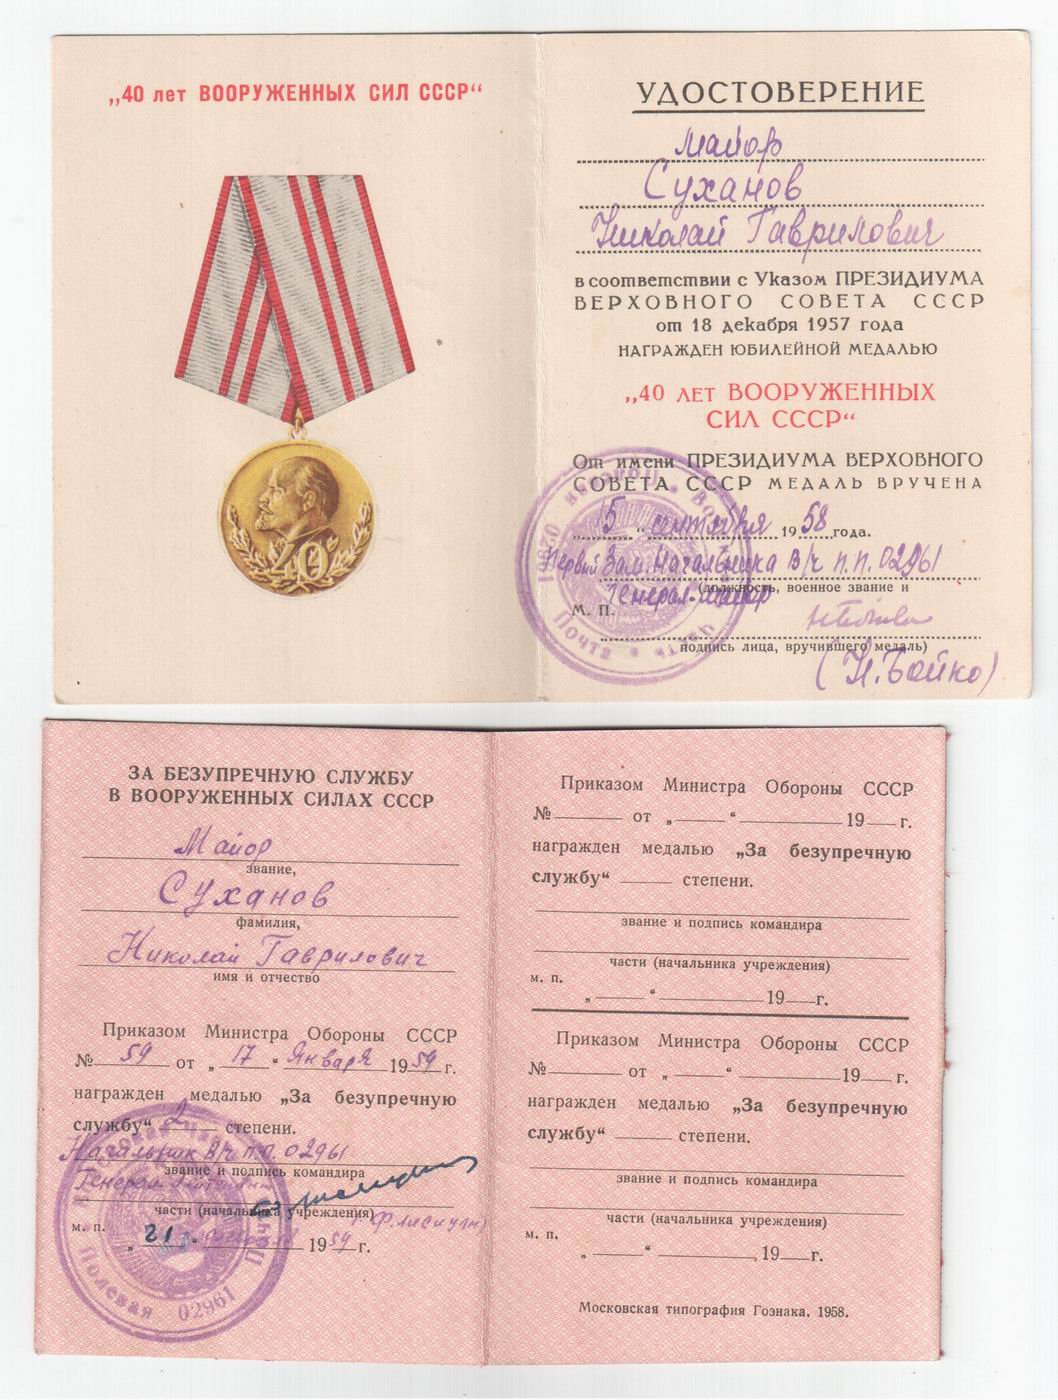 „40 лет ВООРУЖЕННЫХ СИЛ СССР“
40
УДОСТОВЕРЕНИЕ
майор
Суханов
Николай Гаврилович
в соответствии с Указом ПРЕЗИДИУМА
ВЕРХОВНОГО СОВЕТА СССР
от 18 декабря 1957 года
НАГРАЖДЕН ЮБИЛЕЙНОЙ МЕДАЛЬЮ
„40 ЛЕТ ВООРУЖЕННЫХ
СИЛ СССР“
От имени ПРЕЗИДИУМА ВЕРХОВНОГО
СОВЕТА СССР МЕДАЛЬ ВРУЧЕНА
15 “ сентября 1958 года.
Первый Зам. Начальника В/ч п.п. 02961
(должность, военное звание и
Генерал-майор
М. П.
подпись лица, вручившего медаль)
(Н. Бойко)
Почта
ЗА БЕЗУПРЕЧНУЮ СЛУЖБУ
В ВООРУЖЕННЫХ СИЛАХ СССР
Майор
звание,
Суханов
фамилия,
Николай Гаврилович
имя и отчество
Приказом Министра Обороны СССР
№ 59 от „ 17 “ Января 1959 г.
награжден медалью „За безупречную
службу“ 2 степени.
Начальник В/ч п.п. 02961
звание и подпись командира
Генерал-
части (начальника учреждения)
м. п.
„ 21 “ 1959 г.
Полевая 02961
Приказом Министра Обороны СССР
№ от „ “ 19 г.
награжден медалью „За безупречную
службу“ степени.
звание и подпись командира
части (начальника учреждения)
м. п.
„ “ 19 г.
Приказом Министра Обороны СССР
№ от „ “ 19 г.
награжден медалью „За безупречную
службу“ степени.
звание и подпись командира
части (начальника учреждения)
м. п.
„ “ 19 г.
Московская типография Гознака. 1958.